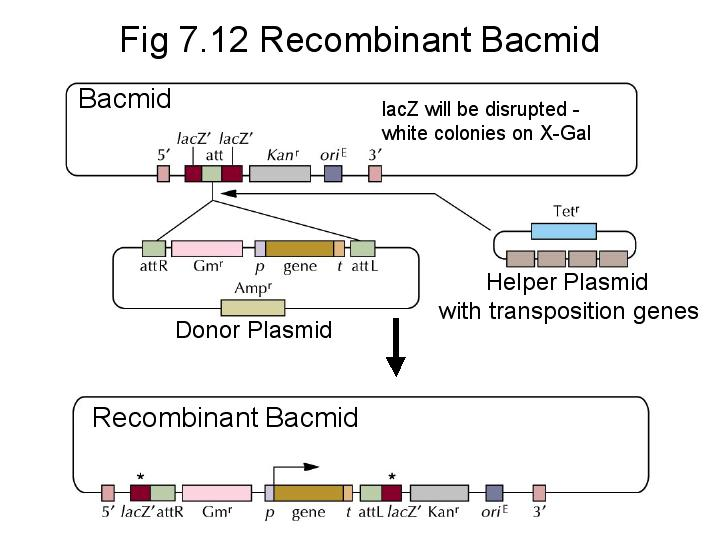 Fig 7.12 Recombinant Bacmid
Bacmid
lacZ will be disrupted -
white colonies on X-Gal
lacZ' lacZ'
5' att Kanʳ oriᴱ 3'
Tetʳ
attR Gmʳ p gene t attL
Ampʳ
Helper Plasmid
with transposition genes
Donor Plasmid
Recombinant Bacmid
* *
5' lacZ' attR Gmʳ p gene t attL lacZ' Kanʳ oriᴱ 3'